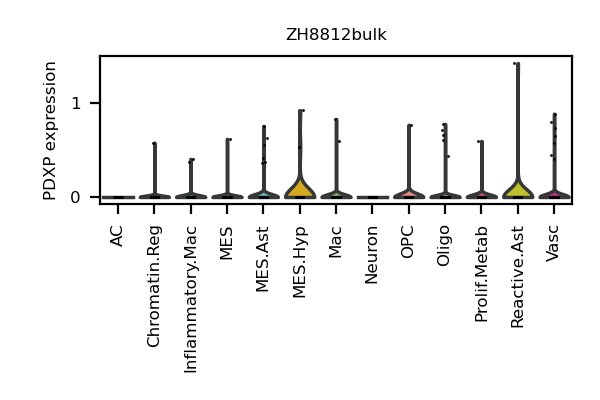 ZH8812bulk
PDXP expression
1
0
AC
Chromatin.Reg
Inflammatory.Mac
MES
MES.Ast
MES.Hyp
Mac
Neuron
OPC
Oligo
Prolif.Metab
Reactive.Ast
Vasc